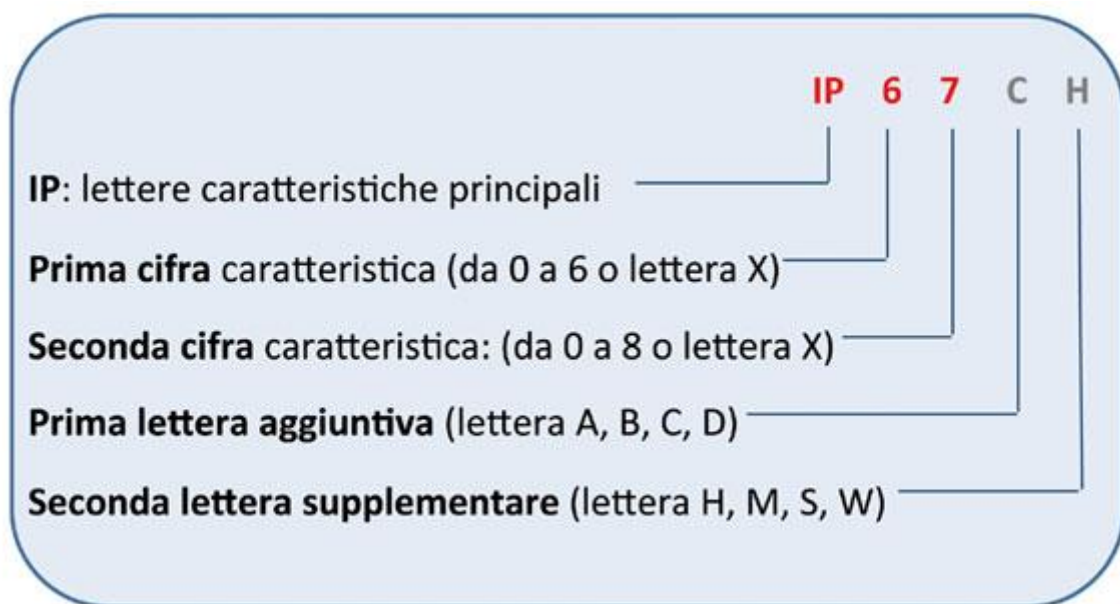 IP 6 7 C H
IP: lettere caratteristiche principali
Prima cifra caratteristica (da 0 a 6 o lettera X)
Seconda cifra caratteristica: (da 0 a 8 o lettera X)
Prima lettera aggiuntiva (lettera A, B, C, D)
Seconda lettera supplementare (lettera H, M, S, W)